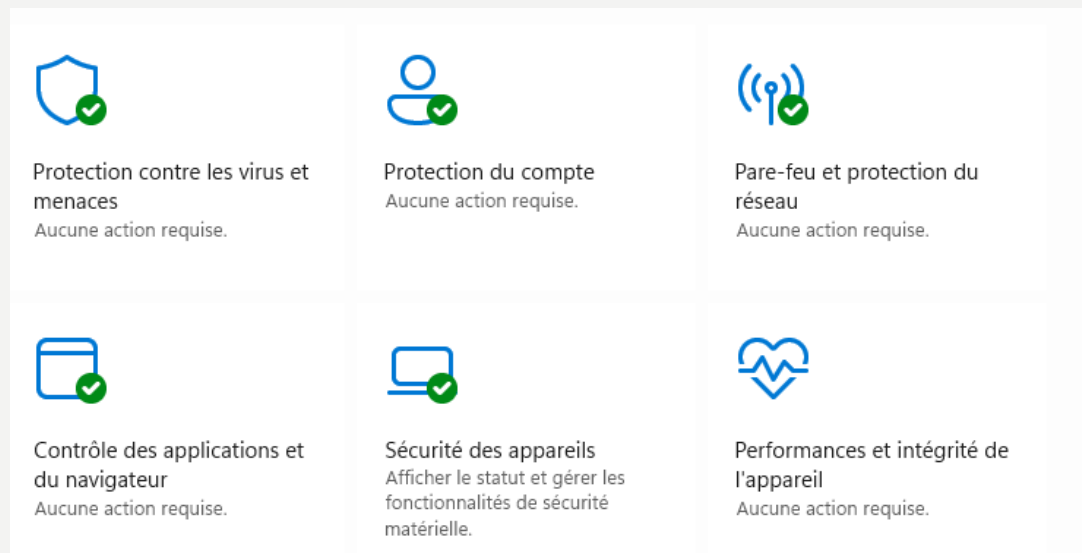 Protection contre les virus et
menaces
Aucune action requise.
Protection du compte
Aucune action requise.
Pare-feu et protection du
réseau
Aucune action requise.
Contrôle des applications et
du navigateur
Aucune action requise.
Sécurité des appareils
Afficher le statut et gérer les
fonctionnalités de sécurité
matérielle.
Performances et intégrité de
l'appareil
Aucune action requise.